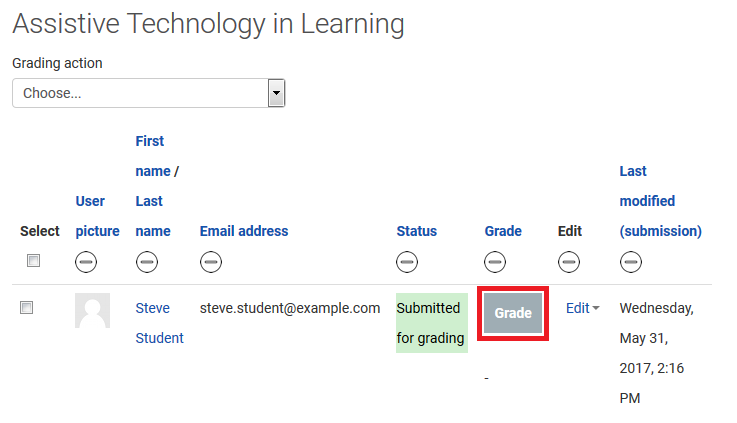 Assistive Technology in Learning
Grading action
Choose...
Select
User
picture
First
name /
Last
name
Email address
Status
Grade
Edit
Last
modified
(submission)
Steve
Student
steve.student@example.com
Submitted
for grading
Grade
-
Edit
Wednesday,
May 31,
2017, 2:16
PM